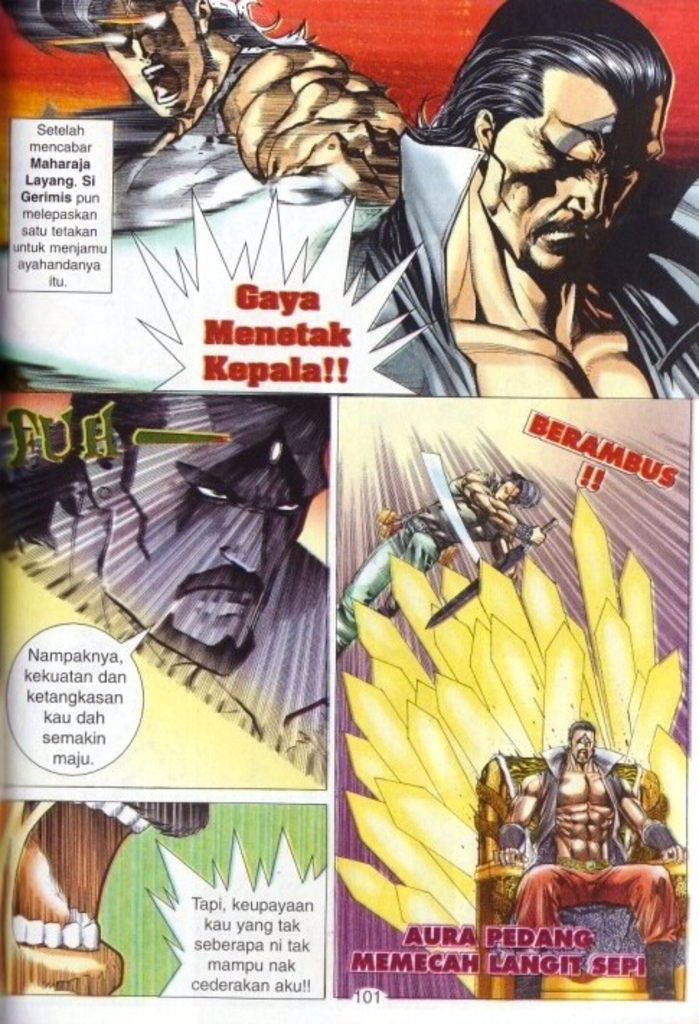 Setelah
mencabar
Maharaja
Layang, Si
Gerimis pun
melepaskan
satu tetakan
untuk menjamu
ayahandanya
itu.
Gaya
Menetak
Kepala!!
FUH
Nampaknya,
kekuatan dan
ketangkasan
kau dah
semakin
maju.
BERAMBUS
!!
Tapi, keupayaan
kau yang tak
seberapa ni tak
mampu nak
cederakan aku!!
AURA PEDANG
MEMECAH LANGIT SEPI
101